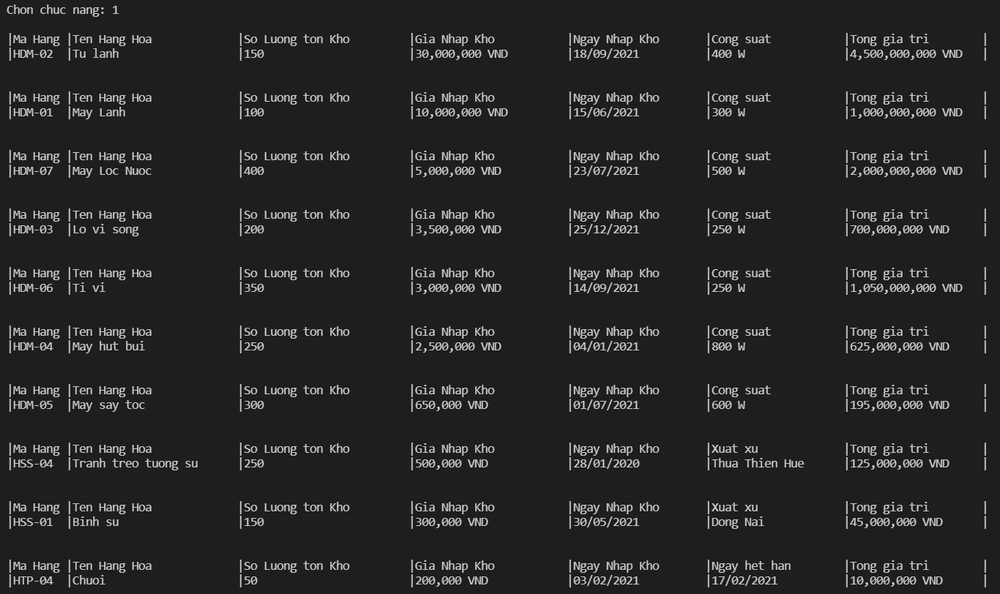 Chon chuc nang: 1
|Ma Hang |Ten Hang Hoa |So Luong ton Kho |Gia Nhap Kho |Ngay Nhap Kho |Cong suat |Tong gia tri |
|HDM-02 |Tu lanh |150 |30,000,000 VND |18/09/2021 |400 W |4,500,000,000 VND |
|Ma Hang |Ten Hang Hoa |So Luong ton Kho |Gia Nhap Kho |Ngay Nhap Kho |Cong suat |Tong gia tri |
|HDM-01 |May Lanh |100 |10,000,000 VND |15/06/2021 |300 W |1,000,000,000 VND |
|Ma Hang |Ten Hang Hoa |So Luong ton Kho |Gia Nhap Kho |Ngay Nhap Kho |Cong suat |Tong gia tri |
|HDM-07 |May Loc Nuoc |400 |5,000,000 VND |23/07/2021 |500 W |2,000,000,000 VND |
|Ma Hang |Ten Hang Hoa |So Luong ton Kho |Gia Nhap Kho |Ngay Nhap Kho |Cong suat |Tong gia tri |
|HDM-03 |Lo vi song |200 |3,500,000 VND |25/12/2021 |250 W |700,000,000 VND |
|Ma Hang |Ten Hang Hoa |So Luong ton Kho |Gia Nhap Kho |Ngay Nhap Kho |Cong suat |Tong gia tri |
|HDM-06 |Ti vi |350 |3,000,000 VND |14/09/2021 |250 W |1,050,000,000 VND |
|Ma Hang |Ten Hang Hoa |So Luong ton Kho |Gia Nhap Kho |Ngay Nhap Kho |Cong suat |Tong gia tri |
|HDM-04 |May hut bui |250 |2,500,000 VND |04/01/2021 |800 W |625,000,000 VND |
|Ma Hang |Ten Hang Hoa |So Luong ton Kho |Gia Nhap Kho |Ngay Nhap Kho |Cong suat |Tong gia tri |
|HDM-05 |May say toc |300 |650,000 VND |01/07/2021 |600 W |195,000,000 VND |
|Ma Hang |Ten Hang Hoa |So Luong ton Kho |Gia Nhap Kho |Ngay Nhap Kho |Xuat xu |Tong gia tri |
|HSS-04 |Tranh treo tuong su |250 |500,000 VND |28/01/2020 |Thua Thien Hue |125,000,000 VND |
|Ma Hang |Ten Hang Hoa |So Luong ton Kho |Gia Nhap Kho |Ngay Nhap Kho |Xuat xu |Tong gia tri |
|HSS-01 |Binh su |150 |300,000 VND |30/05/2021 |Dong Nai |45,000,000 VND |
|Ma Hang |Ten Hang Hoa |So Luong ton Kho |Gia Nhap Kho |Ngay Nhap Kho |Ngay het han |Tong gia tri |
|HTP-04 |Chuoi |50 |200,000 VND |03/02/2021 |17/02/2021 |10,000,000 VND |